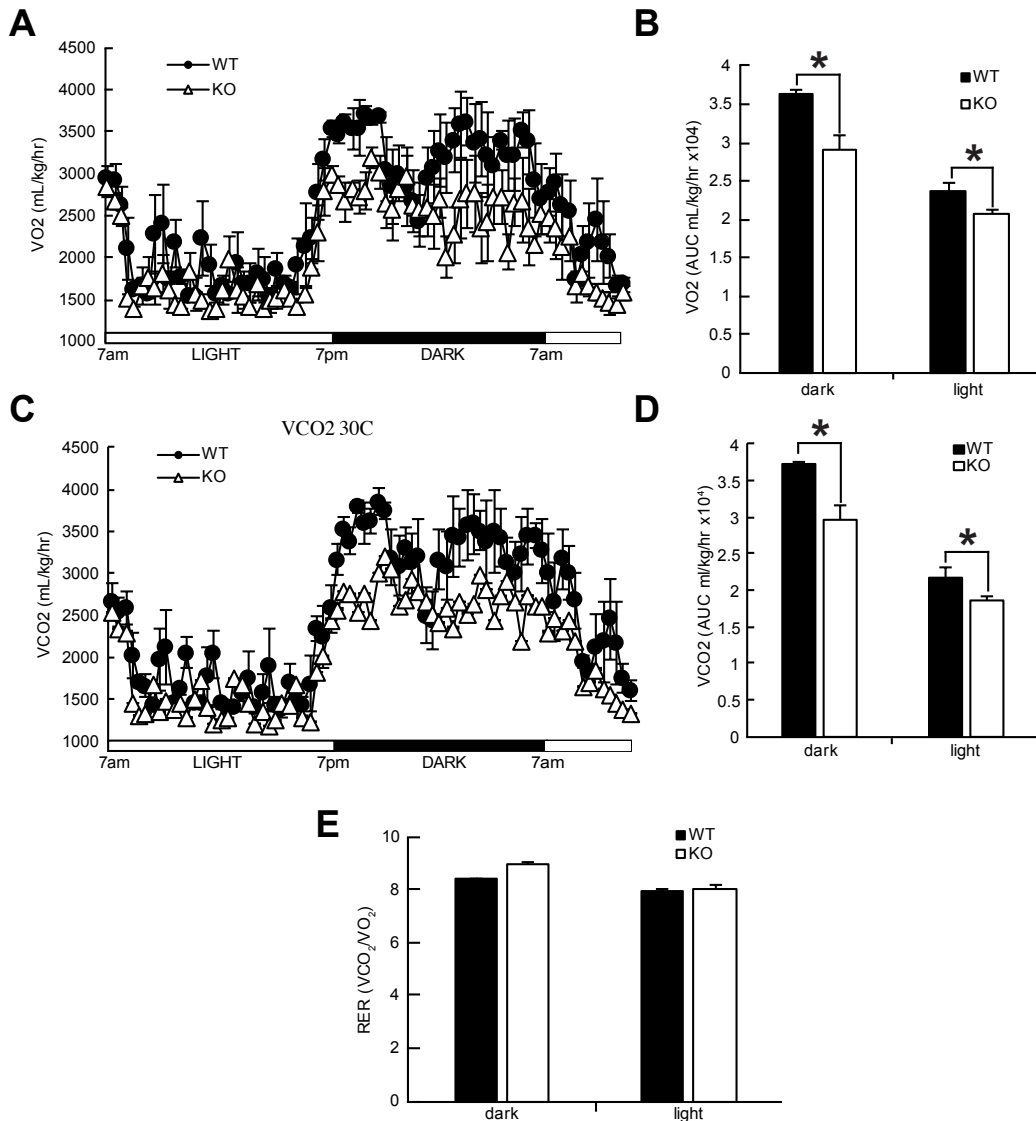 A
4500
4000
3500
3000
2500
2000
1500
1000
VO2 (mL/kg/hr)
WT
KO
7am LIGHT 7pm DARK 7am
B
4
3.5
3
2.5
2
1.5
1
0.5
0
VO2 (AUC mL/kg/hr x104)
WT
KO
*
*
dark light
C
VCO2 30C
4500
4000
3500
3000
2500
2000
1500
1000
VCO2 (mL/kg/hr)
WT
KO
7am LIGHT 7pm DARK 7am
D
4
3.5
3
2.5
2
1.5
1
0.5
0
VCO2 (AUC ml/kg/hr x10⁴)
WT
KO
*
*
dark light
E
10
8
6
4
2
0
RER (VCO₂/VO₂)
WT
KO
dark light